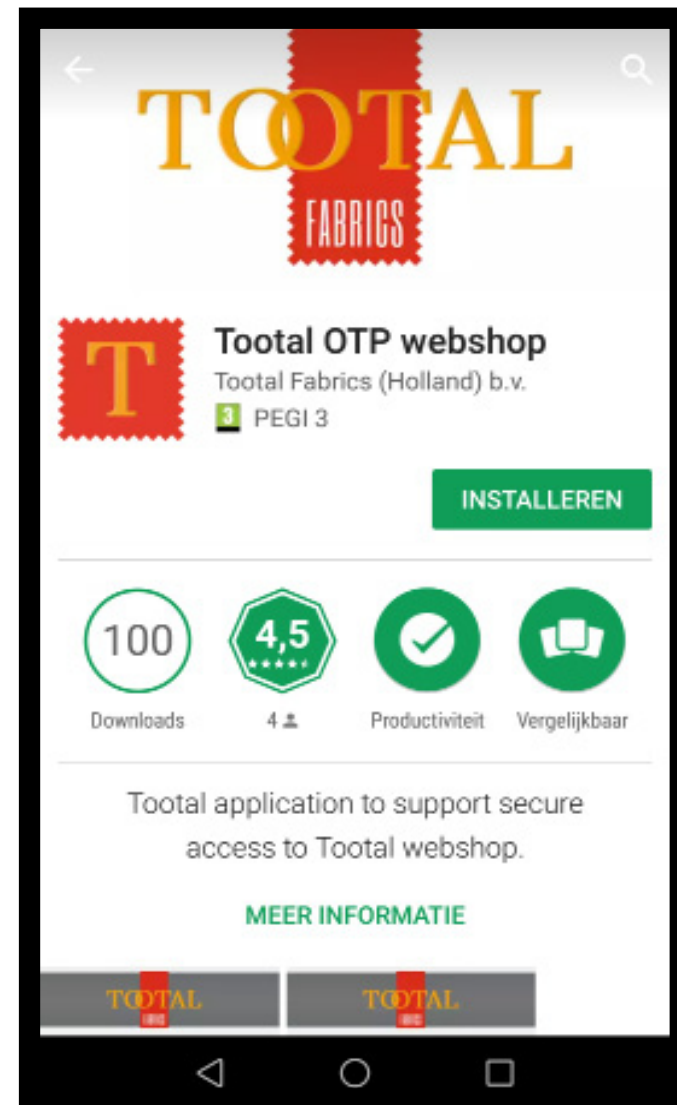 TOOTAL
FABRICS
T
Tootal OTP webshop
Tootal Fabrics (Holland) b.v.
3 PEGI 3
INSTALLEREN
100 4,5
Downloads 4 Productiviteit Vergelijkbaar
Tootal application to support secure
access to Tootal webshop.
MEER INFORMATIE
TOOTAL TOOTAL